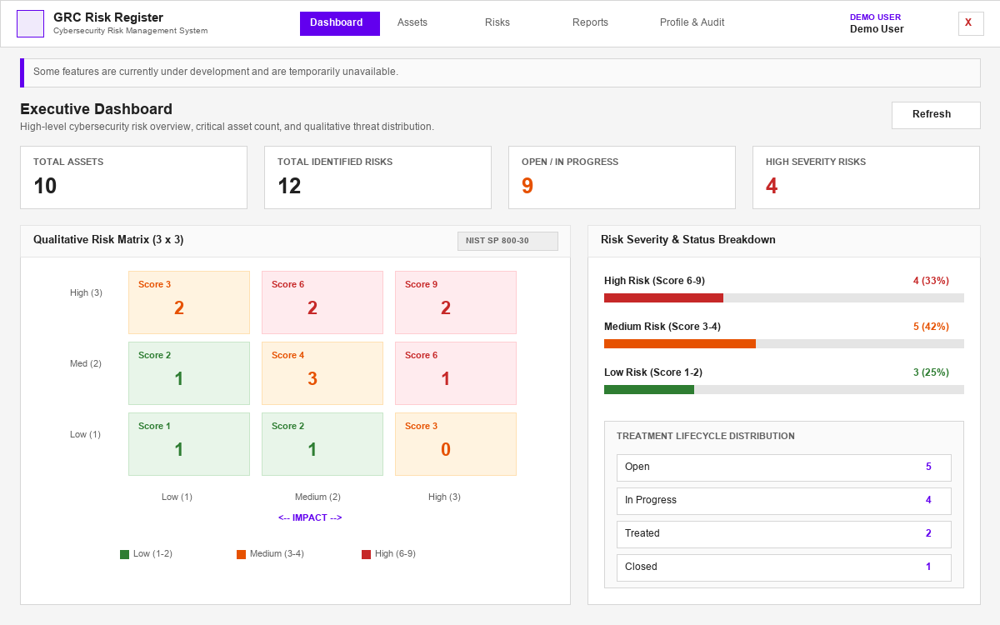 GRC Risk Register
Cybersecurity Risk Management System
Dashboard
Assets
Risks
Reports
Profile & Audit
DEMO USER
Demo User
X
Some features are currently under development and are temporarily unavailable.
Executive Dashboard
High-level cybersecurity risk overview, critical asset count, and qualitative threat distribution.
Refresh
TOTAL ASSETS
10
TOTAL IDENTIFIED RISKS
12
OPEN / IN PROGRESS
9
HIGH SEVERITY RISKS
4
Qualitative Risk Matrix (3 x 3)
NIST SP 800-30
High (3)
Score 3
2
Score 6
2
Score 9
2
Med (2)
Score 2
1
Score 4
3
Score 6
1
Low (1)
Score 1
1
Score 2
1
Score 3
0
Low (1)
Medium (2)
High (3)
<-- IMPACT -->
Low (1-2)
Medium (3-4)
High (6-9)
Risk Severity & Status Breakdown
High Risk (Score 6-9)
4 (33%)
Medium Risk (Score 3-4)
5 (42%)
Low Risk (Score 1-2)
3 (25%)
TREATMENT LIFECYCLE DISTRIBUTION
Open
5
In Progress
4
Treated
2
Closed
1